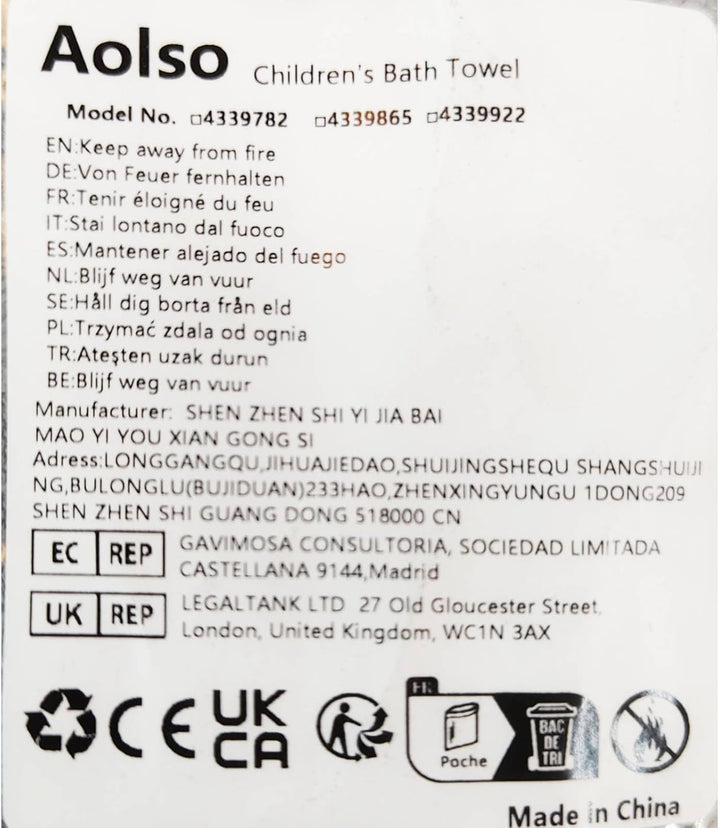 Aolso Children's Bath Towel
Model No. □4339782 □4339865 □4339922
EN:Keep away from fire
DE:Von Feuer fernhalten
FR:Tenir éloigné du feu
IT:Stai lontano dal fuoco
ES:Mantener alejado del fuego
NL:Blijf weg van vuur
SE:Håll dig borta från eld
PL:Trzymać zdala od ognia
TR:Ateşten uzak durun
BE:Blijf weg van vuur
Manufacturer: SHEN ZHEN SHI YI JIA BAI
MAO YI YOU XIAN GONG SI
Adress:LONGGANGQU,JIHUAJIEDAO,SHUIJINGSHEQU SHANGSHUIJI
NG,BULONGLU(BUJIDUAN)233HAO,ZHENXINGYUNGU 1DONG209
SHEN ZHEN SHI GUANG DONG 518000 CN
EC REP GAVIMOSA CONSULTORIA, SOCIEDAD LIMITADA
CASTELLANA 9144,Madrid
UK REP LEGALTANK LTD 27 Old Gloucester Street,
London, United Kingdom, WC1N 3AX
CE
UK
CA
FR
Poche
BAC
DE
TRI
Made in China